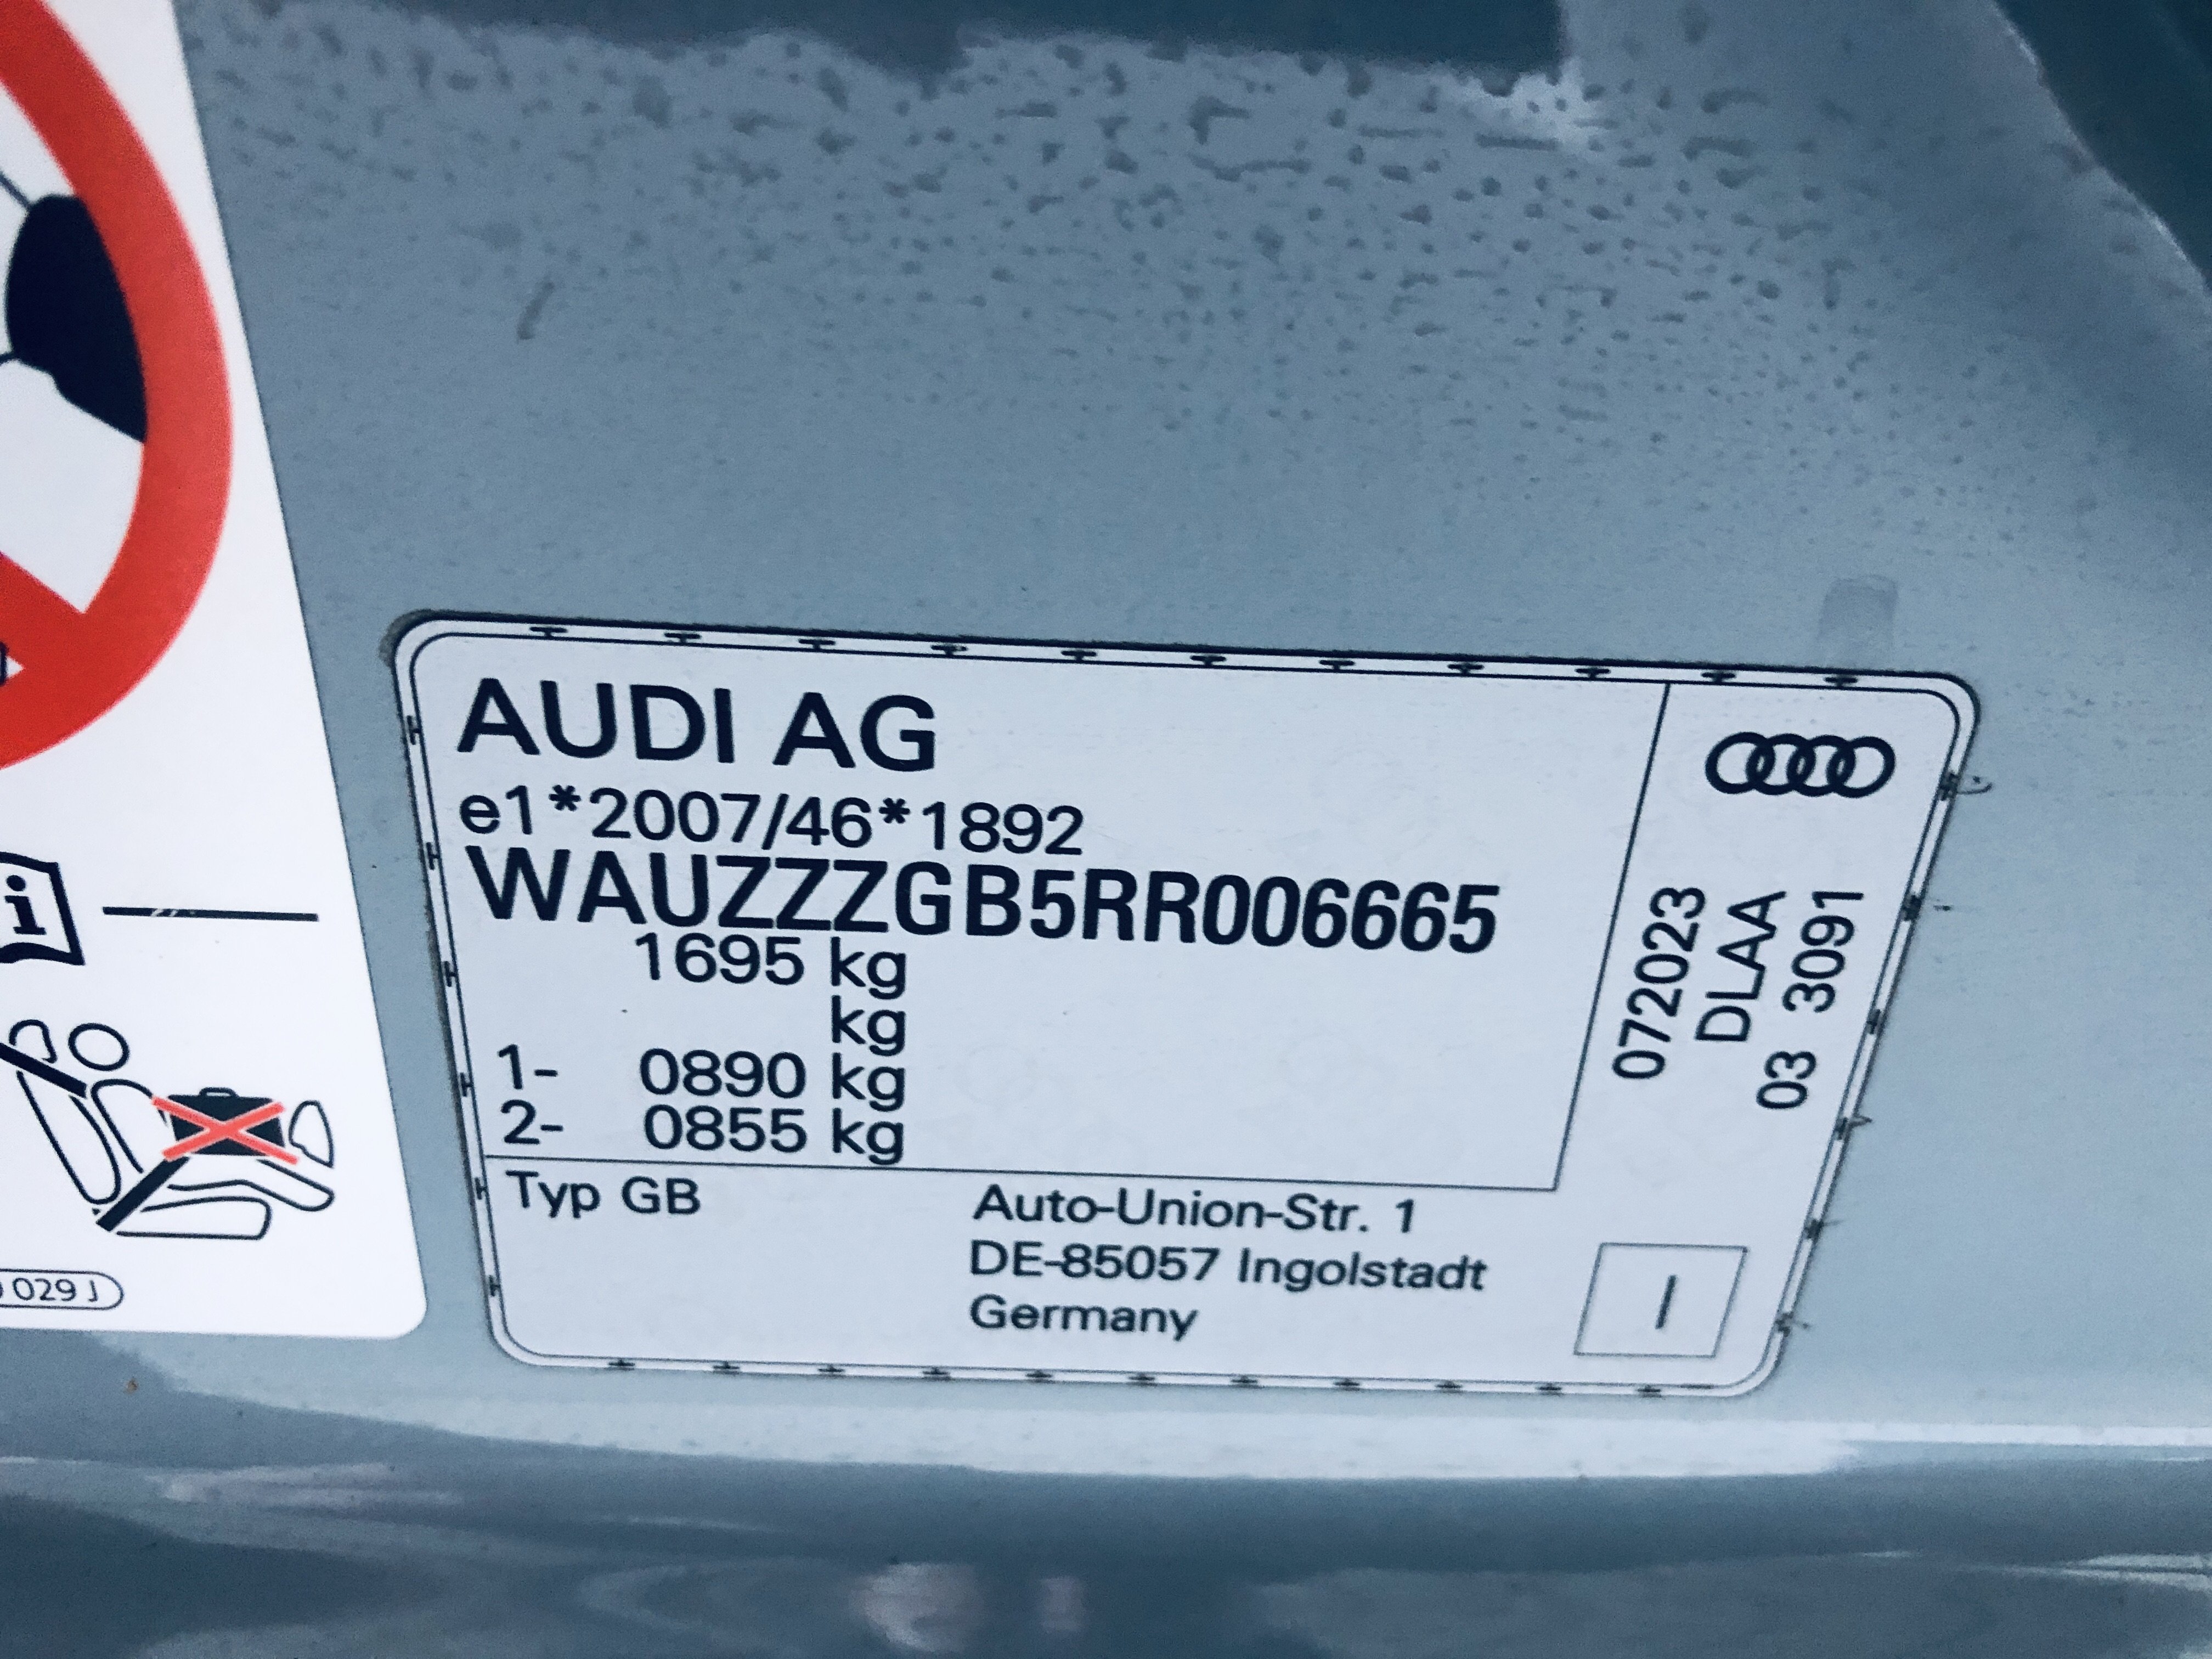 AUDI AG
e1*2007/46*1892
WAUZZZGB5RR006665
1695 kg
kg
1- 0890 kg
2- 0855 kg
Typ GB
Auto-Union-Str. 1
DE-85057 Ingolstadt
Germany
072023
DLAA
03 3091
I
i
029 J